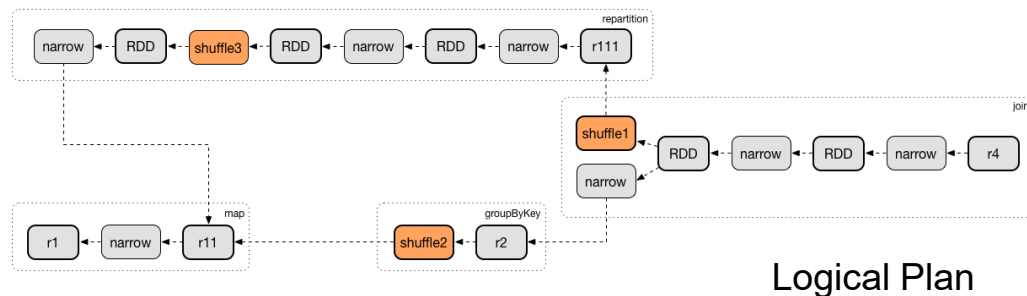 repartition
narrow RDD shuffle3 RDD narrow RDD narrow r111
join
shuffle1
RDD narrow RDD narrow r4
narrow
map
r1 narrow r11
groupByKey
shuffle2 r2
Logical Plan